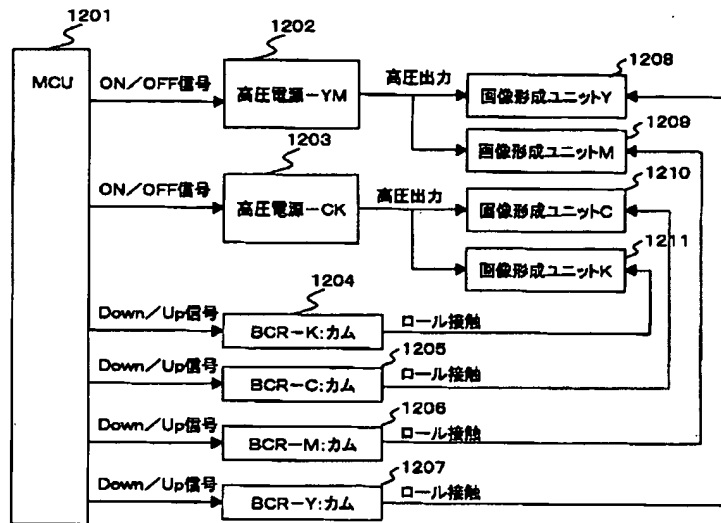 1201
MCU
ON/OFF信号
1202
高圧電源-YM
高圧出力
1208
画像形成ユニットY
1209
画像形成ユニットM
ON/OFF信号
1203
高圧電源-CK
高圧出力
1210
画像形成ユニットC
1211
画像形成ユニットK
Down/Up信号
1204
BCR-K:カム
ロール接触
Down/Up信号
1205
BCR-C:カム
ロール接触
Down/Up信号
1206
BCR-M:カム
ロール接触
Down/Up信号
1207
BCR-Y:カム
ロール接触